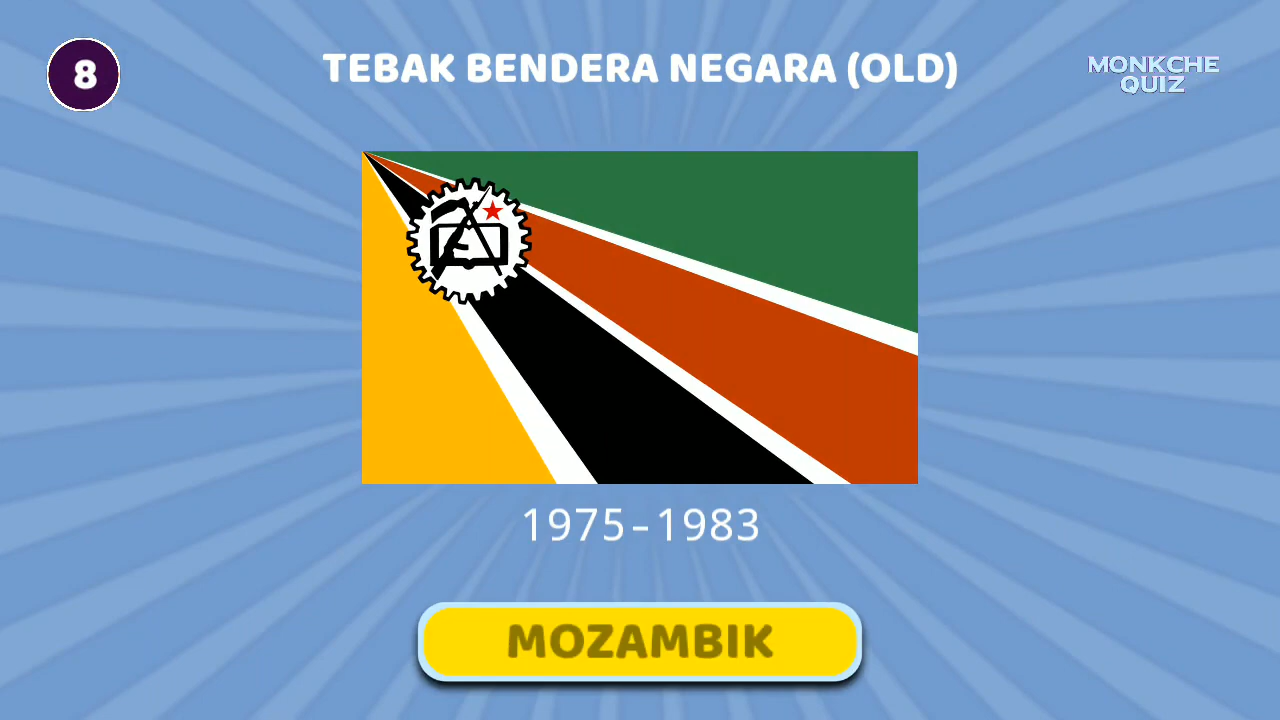 8
TEBAK BENDERA NEGARA (OLD)
MONKCHE
QUIZ
1975-1983
MOZAMBIK